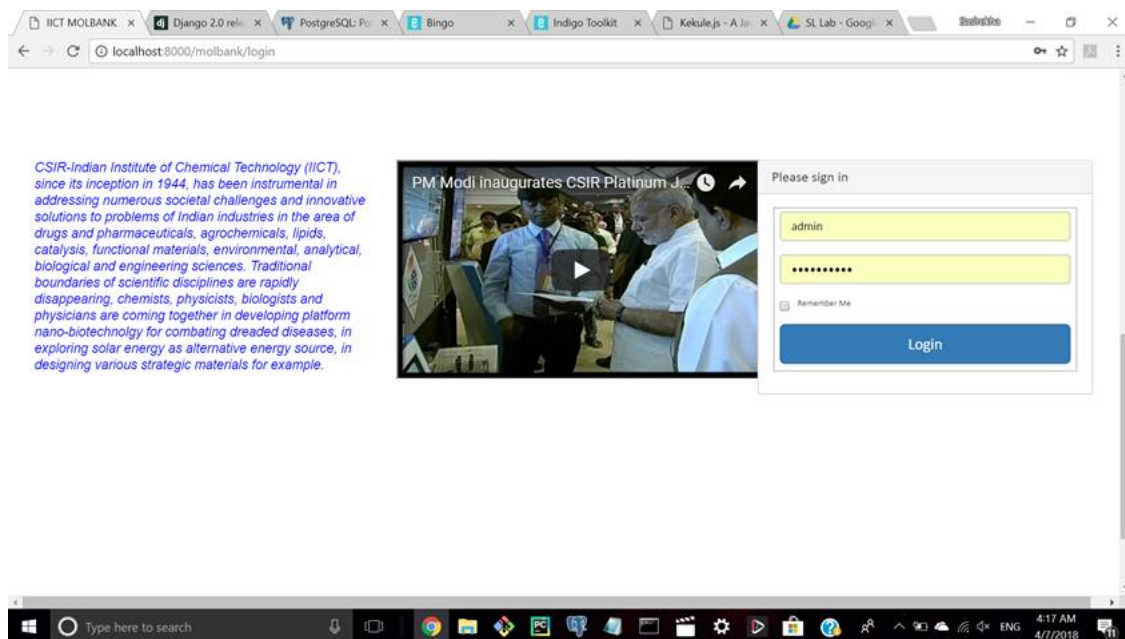 IICT MOLBANK
Django 2.0 rele
PostgreSQL: Po
Bingo
Indigo Toolkit
Kekule.js - A Ja
SL Lab - Googl
localhost:8000/molbank/login
CSIR-Indian Institute of Chemical Technology (IICT),
since its inception in 1944, has been instrumental in
addressing numerous societal challenges and innovative
solutions to problems of Indian industries in the area of
drugs and pharmaceuticals, agrochemicals, lipids,
catalysis, functional materials, environmental, analytical,
biological and engineering sciences. Traditional
boundaries of scientific disciplines are rapidly
disappearing, chemists, physicists, biologists and
physicians are coming together in developing platform
nano-biotechnolgy for combating dreaded diseases, in
exploring solar energy as alternative energy source, in
designing various strategic materials for example.
PM Modi inaugurates CSIR Platinum J...
Please sign in
admin
Remember Me
Login
Type here to search
ENG
4:17 AM
4/7/2018